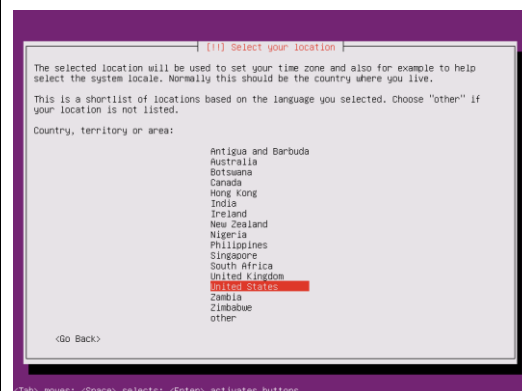 [!!] Select your location
The selected location will be used to set your time zone and also for example to help
select the system locale. Normally this should be the country where you live.
This is a shortlist of locations based on the language you selected. Choose "other" if
your location is not listed.
Country, territory or area:
Antigua and Barbuda
Australia
Botswana
Canada
Hong Kong
India
Ireland
New Zealand
Nigeria
Philippines
Singapore
South Africa
United Kingdom
United States
Zambia
Zimbabwe
other
<Go Back>
<Tab> moves; <Space> selects; <Enter> activates buttons